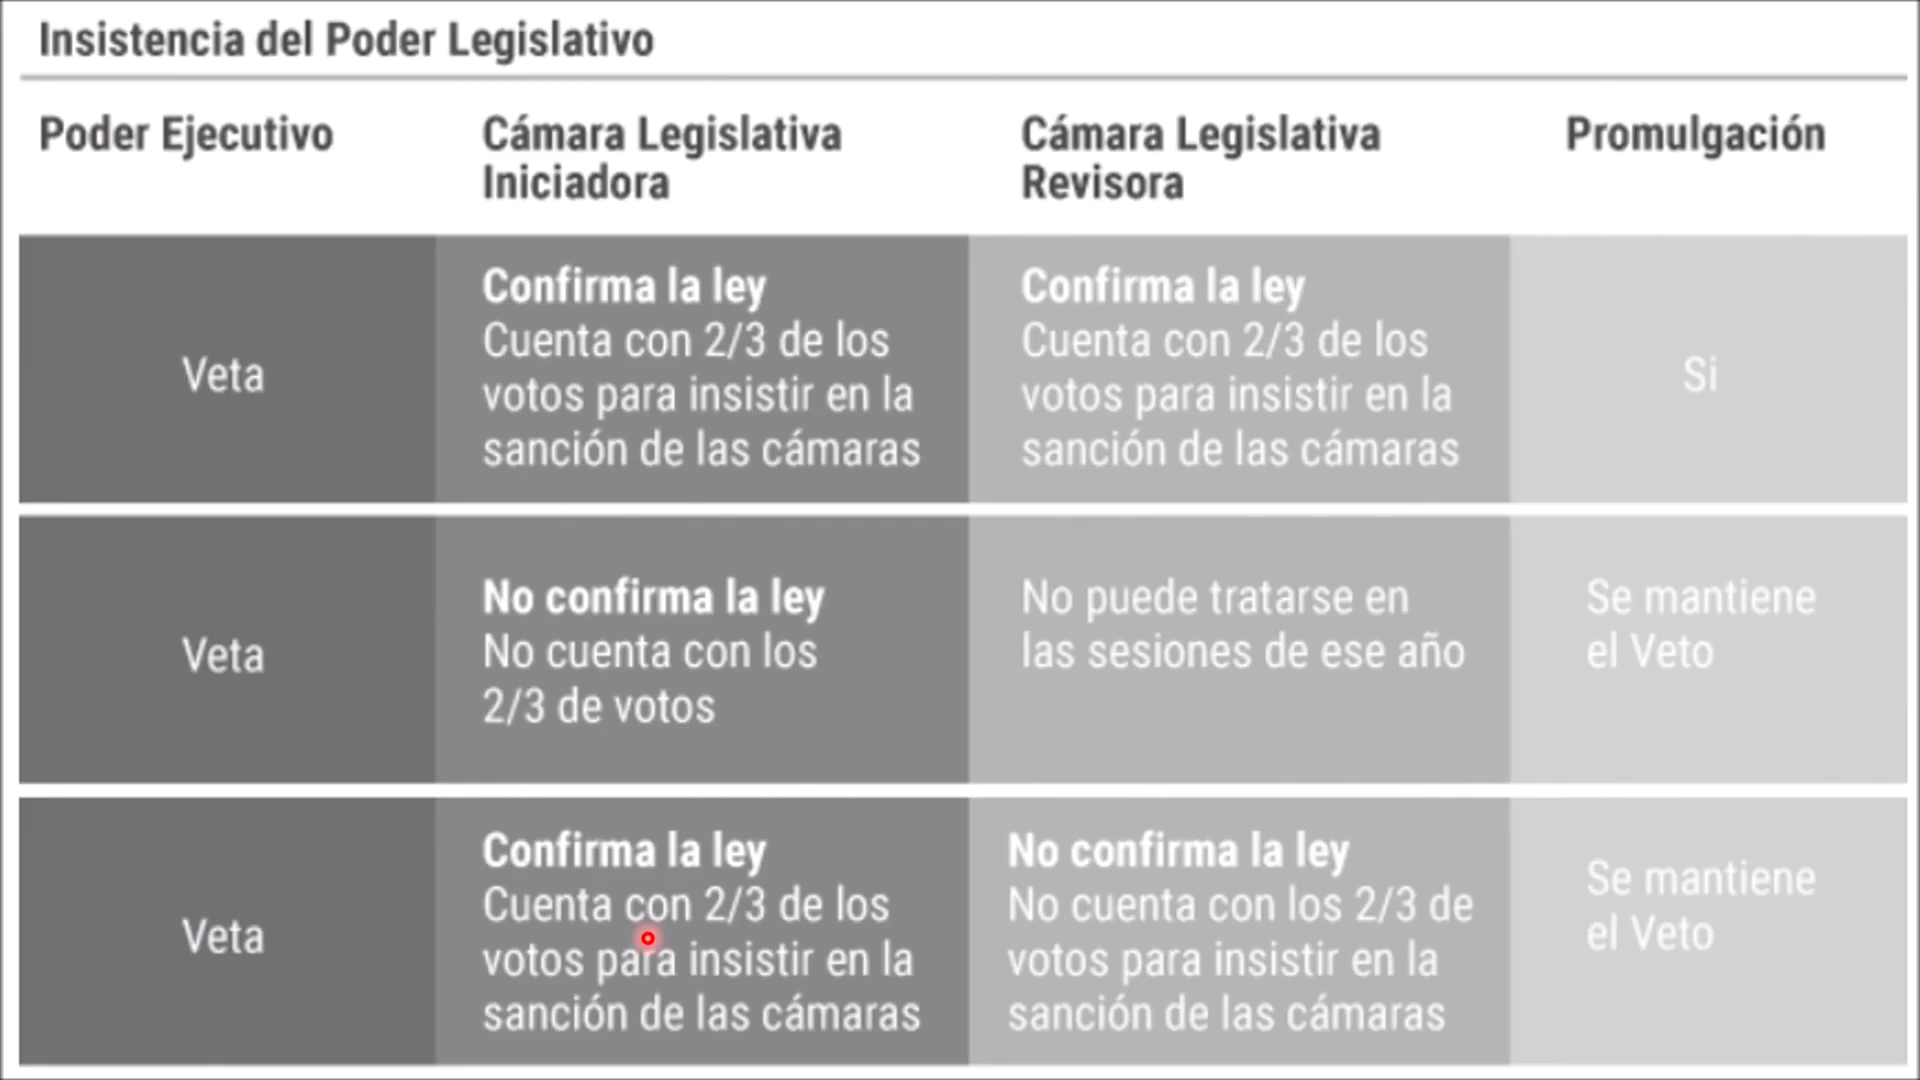 Insistencia del Poder Legislativo
Poder Ejecutivo
Cámara Legislativa
Iniciadora
Cámara Legislativa
Revisora
Promulgación
Veta
Confirma la ley
Cuenta con 2/3 de los
votos para insistir en la
sanción de las cámaras
Confirma la ley
Cuenta con 2/3 de los
votos para insistir en la
sanción de las cámaras
Si
Veta
No confirma la ley
No cuenta con los
2/3 de votos
No puede tratarse en
las sesiones de ese año
Se mantiene
el Veto
Veta
Confirma la ley
Cuenta con 2/3 de los
votos para insistir en la
sanción de las cámaras
No confirma la ley
No cuenta con los 2/3 de
votos para insistir en la
sanción de las cámaras
Se mantiene
el Veto